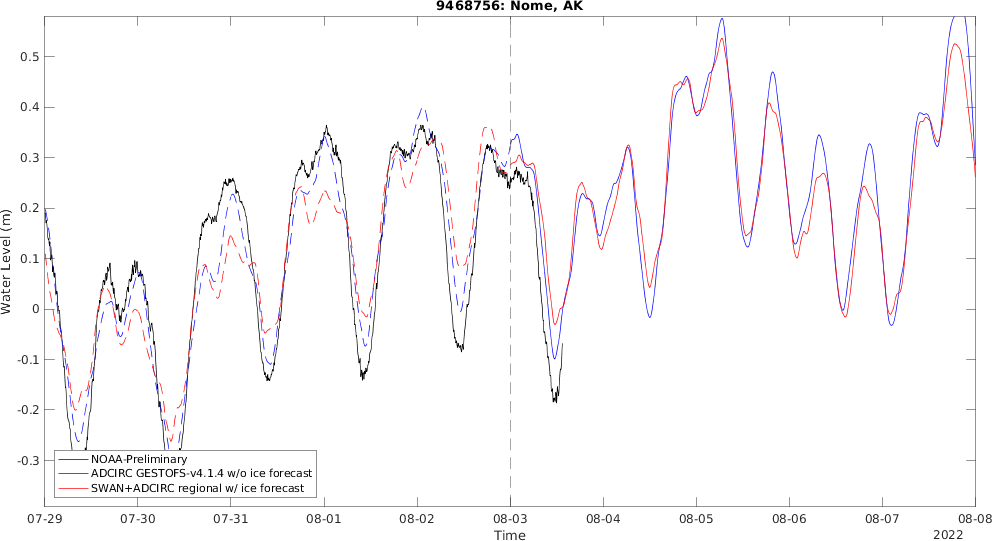 9468756: Nome, AK
Water Level (m)
0.5
0.4
0.3
0.2
0.1
0
-0.1
-0.2
-0.3
NOAA-Preliminary
ADCIRC GESTOFS-v4.1.4 w/o ice forecast
SWAN+ADCIRC regional w/ ice forecast
07-29 07-30 07-31 08-01 08-02 08-03 08-04 08-05 08-06 08-07 08-08
Time
2022